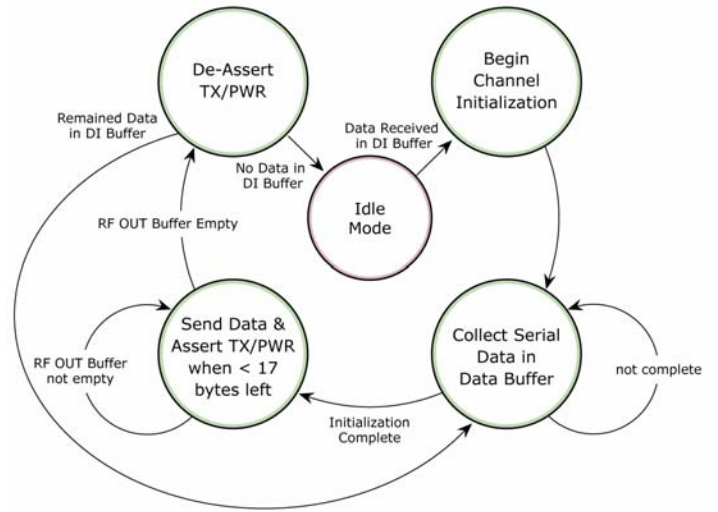 De-Assert
TX/PWR
Begin
Channel
Initialization
Remained Data
in DI Buffer
Data Received
in DI Buffer
No Data in
DI Buffer
Idle
Mode
RF OUT Buffer Empty
Send Data &
Assert TX/PWR
when < 17
bytes left
Collect Serial
Data in
Data Buffer
RF OUT Buffer
not empty
not complete
Initialization
Complete